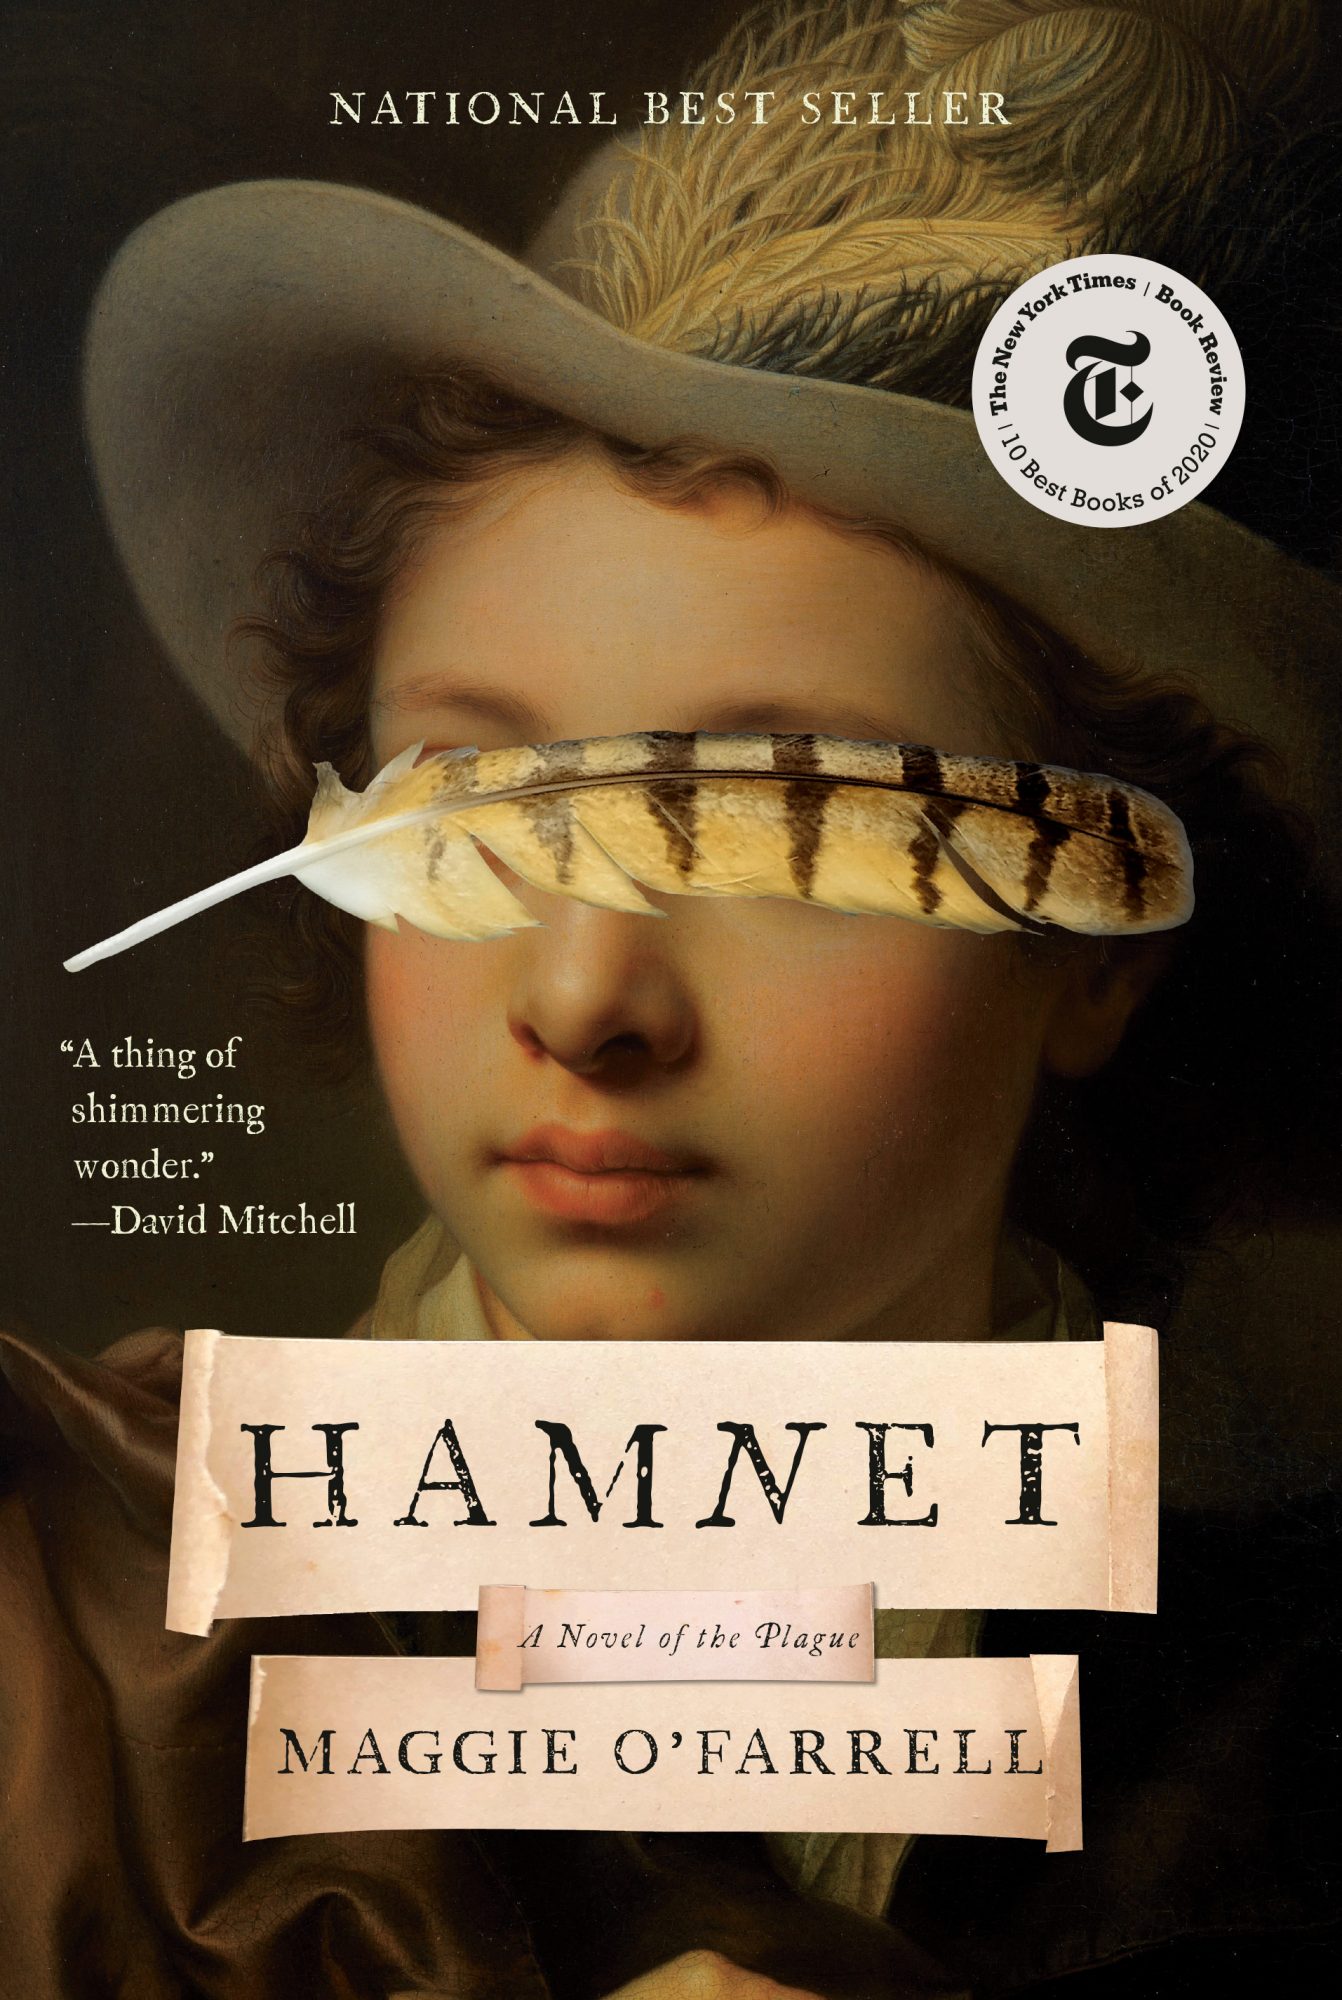 NATIONAL BEST SELLER
The New York Times | Book Review
| 10 Best Books of 2020 |
T
“A thing of
shimmering
wonder.”
—David Mitchell
HAMNET
A Novel of the Plague
MAGGIE O’FARRELL